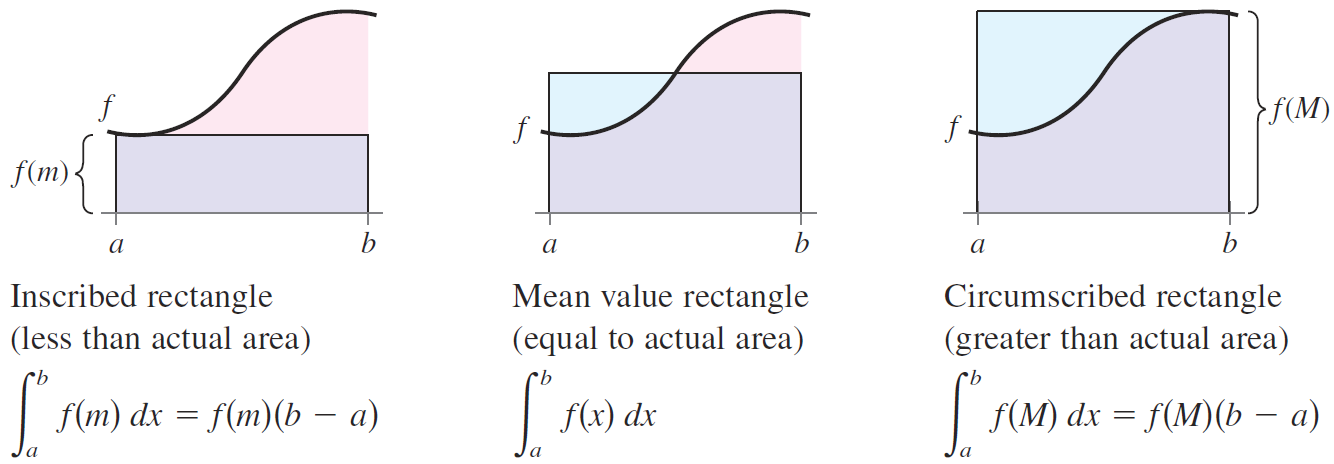 f
f(m)
a b
Inscribed rectangle
(less than actual area)
∫_a^b f(m) dx = f(m)(b − a)
f
a b
Mean value rectangle
(equal to actual area)
∫_a^b f(x) dx
f
f(M)
a b
Circumscribed rectangle
(greater than actual area)
∫_a^b f(M) dx = f(M)(b − a)